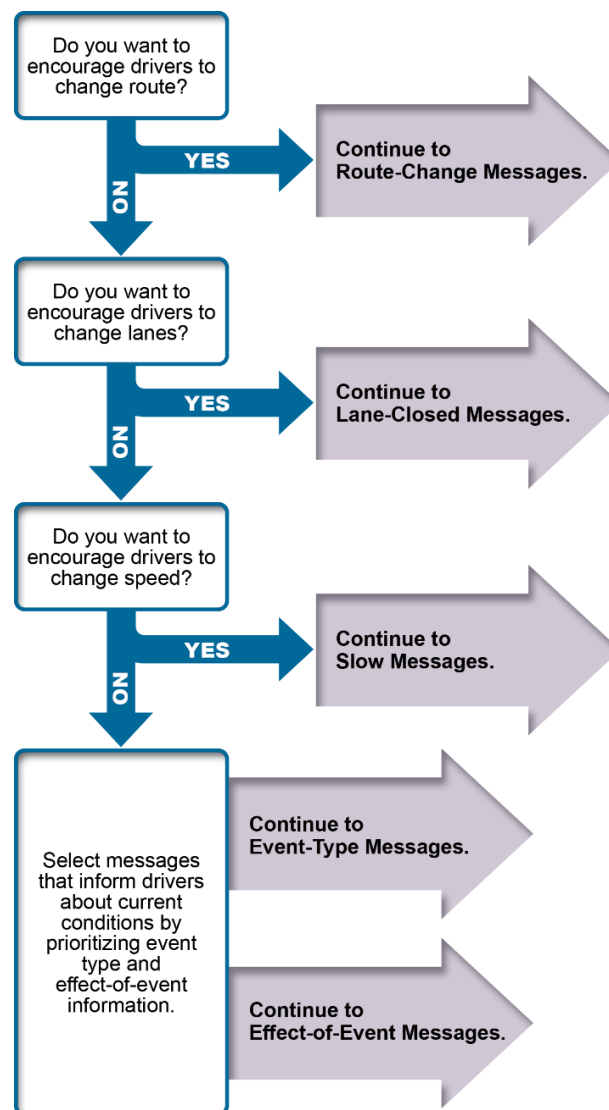 Do you want to
encourage drivers to
change route?
YES
Continue to
Route-Change Messages.
NO
Do you want to
encourage drivers to
change lanes?
YES
Continue to
Lane-Closed Messages.
NO
Do you want to
encourage drivers to
change speed?
YES
Continue to
Slow Messages.
NO
Select messages
that inform drivers
about current
conditions by
prioritizing event
type and
effect-of-event
information.
Continue to
Event-Type Messages.
Continue to
Effect-of-Event Messages.